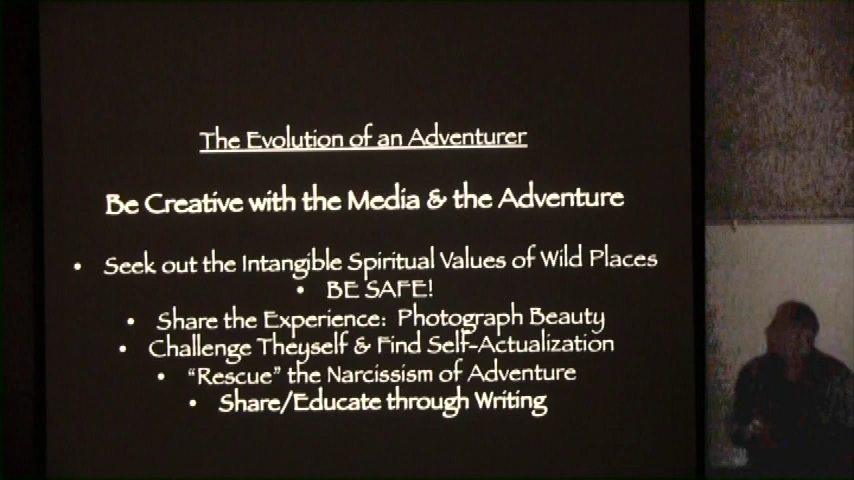 The Evolution of an Adventurer
Be Creative with the Media & the Adventure
• Seek out the Intangible Spiritual Values of Wild Places
• BE SAFE!
• Share the Experience: Photograph Beauty
• Challenge Theyself & Find Self-Actualization
• "Rescue" the Narcissism of Adventure
• Share/Educate through Writing